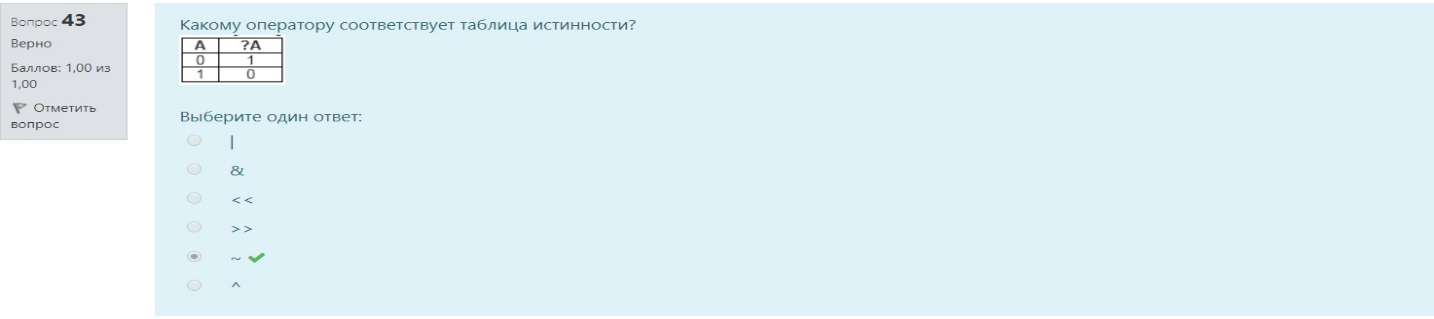 Вопрос 43
Верно
Баллов: 1,00 из
1,00
Отметить
вопрос
Какому оператору соответствует таблица истинности?
A ?A
0 1
1 0
Выберите один ответ:
|
&
<<
>>
~
^